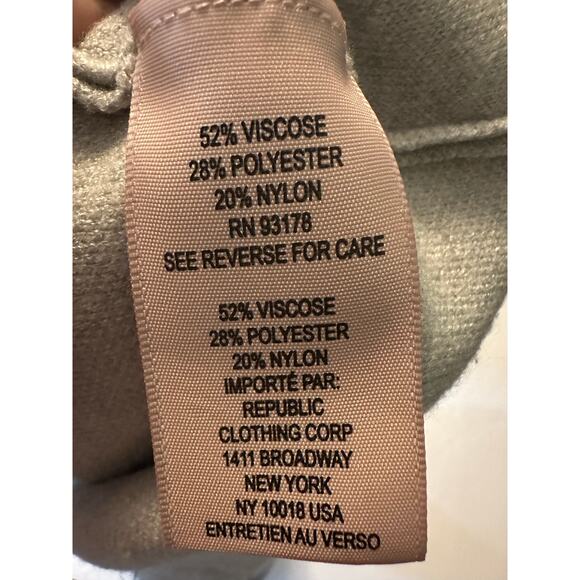 52% VISCOSE
28% POLYESTER
20% NYLON
RN 93178
SEE REVERSE FOR CARE
52% VISCOSE
28% POLYESTER
20% NYLON
IMPORTÉ PAR:
REPUBLIC
CLOTHING CORP
1411 BROADWAY
NEW YORK
NY 10018 USA
ENTRETIEN AU VERSO